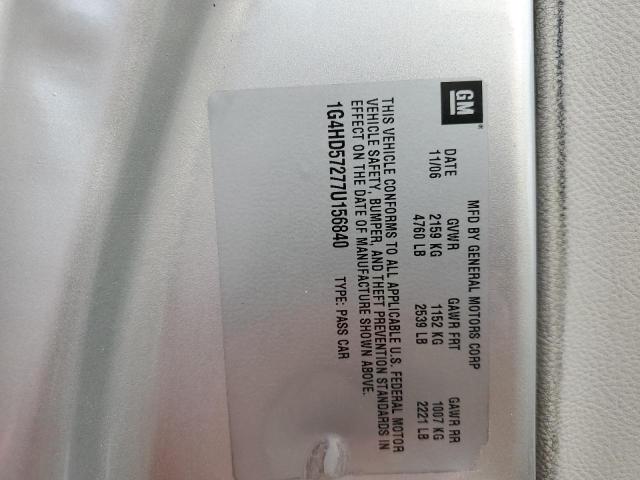 GM®
MFD BY GENERAL MOTORS CORP
DATE GVWR GAWR FRT GAWR RR
11/06 2159 KG 1152 KG 1007 KG
4760 LB 2539 LB 2221 LB
THIS VEHICLE CONFORMS TO ALL APPLICABLE U.S. FEDERAL MOTOR
VEHICLE SAFETY, BUMPER, AND THEFT PREVENTION STANDARDS IN
EFFECT ON THE DATE OF MANUFACTURE SHOWN ABOVE.
1G4HD57277U156840 TYPE: PASS CAR